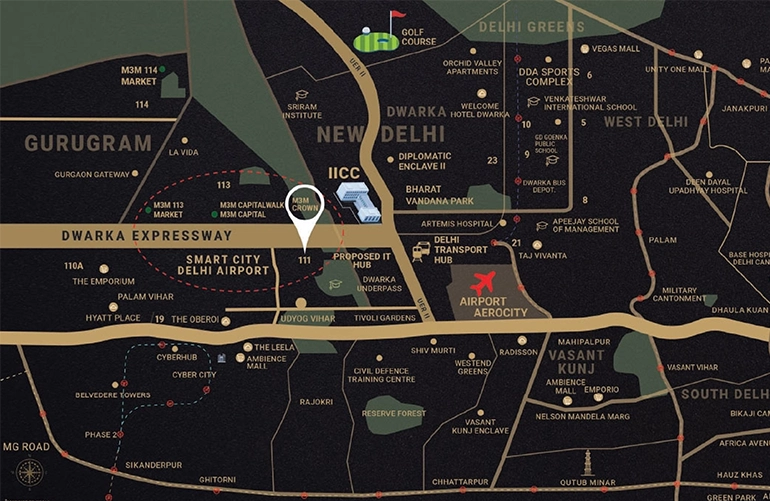 GOLF
COURSE
DELHI GREENS
VEGAS MALL
ORCHID VALLEY
APARTMENTS
UNITY ONE MALL
M3M 114
MARKET
114
UER II
DDA SPORTS
COMPLEX
6
JANAKPURI
SRIRAM
INSTITUTE
WELCOME
HOTEL DWARKA
VENKATESHWAR
INTERNATIONAL SCHOOL
8
DWARKA
NEW DELHI
WEST DELHI
10
5
GURUGRAM
LA VIDA
GD GOENKA
PUBLIC
SCHOOL
9
23
DIPLOMATIC
ENCLAVE II
GURGAON GATEWAY
IICC
113
DWARKA BUS
DEPOT.
DEEN DAYAL
UPADHYAY HOSPITAL
BHARAT
VANDANA PARK
M3M 113
MARKET
M3M CAPITALWALK
M3M CAPITAL
M3M
CROWN
ARTEMIS HOSPITAL
APEEJAY SCHOOL
OF MANAGEMENT
DWARKA EXPRESSWAY
DELHI
TRANSPORT
HUB
21
TAJ VIVANTA
PALAM
SMART CITY
DELHI AIRPORT
111
PROPOSED IT
HUB
110A
THE EMPORIUM
DWARKA
UNDERPASS
BASE HOSP
MILITARY
CANTONMENT
AIRPORT
AEROCITY
PALAM VIHAR
HYATT PLACE
19
THE OBEROI
UDYOG VIHAR
TIVOLI GARDENS
UER II
DHAULA KUAN
CYBERHUB
THE LEELA
AMBIENCE
MALL
SHIV MURTI
RADISSON
MAHIPALPUR
CYBER CITY
CIVIL DEFENCE
TRAINING CENTRE
WESTEND
GREENS
VASANT
KUNJ
VASANT VIHAR
BELVEDERE TOWERS
AMBIENCE
MALL
EMPORIO
SOUTH DELH
RAJOKRI
RESERVE FOREST
NELSON MANDELA MARG
BIKAJI CAM
PHASE 2
VASANT
KUNJ ENCLAVE
MG ROAD
AFRICA AVENU
SIKANDERPUR
GHITORNI
CHHATTARPUR
QUTUB MINAR
HAUZ KHAS
GREEN PARK